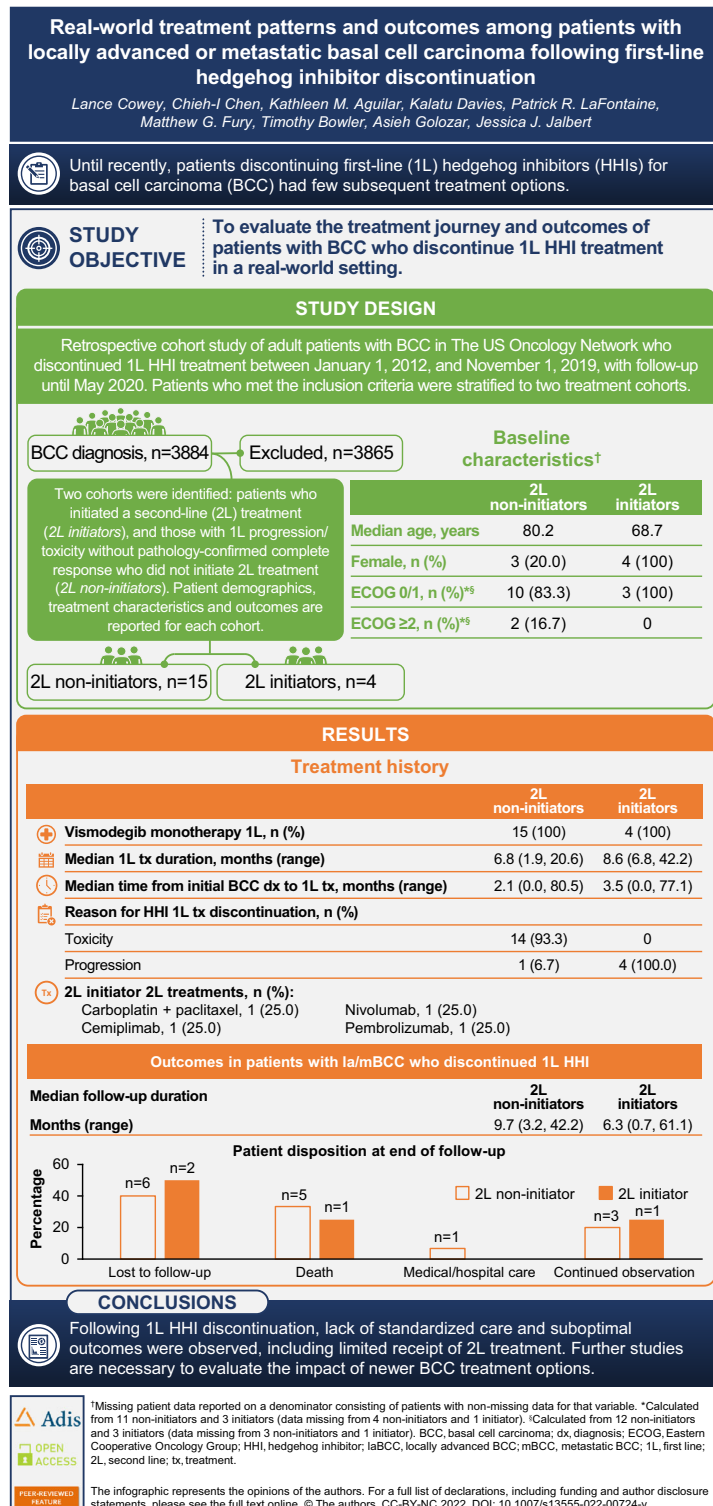 Real-world treatment patterns and outcomes among patients with
locally advanced or metastatic basal cell carcinoma following first-line
hedgehog inhibitor discontinuation
Lance Cowey, Chieh-I Chen, Kathleen M. Aguilar, Kalatu Davies, Patrick R. LaFontaine,
Matthew G. Fury, Timothy Bowler, Asieh Golozar, Jessica J. Jalbert
Until recently, patients discontinuing first-line (1L) hedgehog inhibitors (HHIs) for
basal cell carcinoma (BCC) had few subsequent treatment options.
STUDY
OBJECTIVE
To evaluate the treatment journey and outcomes of
patients with BCC who discontinue 1L HHI treatment
in a real-world setting.
STUDY DESIGN
Retrospective cohort study of adult patients with BCC in The US Oncology Network who
discontinued 1L HHI treatment between January 1, 2012, and November 1, 2019, with follow-up
until May 2020. Patients who met the inclusion criteria were stratified to two treatment cohorts.
BCC diagnosis, n=3884 Excluded, n=3865
Two cohorts were identified: patients who
initiated a second-line (2L) treatment
(2L initiators), and those with 1L progression/
toxicity without pathology-confirmed complete
response who did not initiate 2L treatment
(2L non-initiators). Patient demographics,
treatment characteristics and outcomes are
reported for each cohort.
2L non-initiators, n=15 2L initiators, n=4
Baseline
characteristics†
2L 2L
non-initiators initiators
Median age, years 80.2 68.7
Female, n (%) 3 (20.0) 4 (100)
ECOG 0/1, n (%)*§ 10 (83.3) 3 (100)
ECOG ≥2, n (%)*§ 2 (16.7) 0
RESULTS
Treatment history
2L 2L
non-initiators initiators
Vismodegib monotherapy 1L, n (%) 15 (100) 4 (100)
Median 1L tx duration, months (range) 6.8 (1.9, 20.6) 8.6 (6.8, 42.2)
Median time from initial BCC dx to 1L tx, months (range) 2.1 (0.0, 80.5) 3.5 (0.0, 77.1)
Reason for HHI 1L tx discontinuation, n (%)
Toxicity 14 (93.3) 0
Progression 1 (6.7) 4 (100.0)
Tx 2L initiator 2L treatments, n (%):
Carboplatin + paclitaxel, 1 (25.0) Nivolumab, 1 (25.0)
Cemiplimab, 1 (25.0) Pembrolizumab, 1 (25.0)
Outcomes in patients with la/mBCC who discontinued 1L HHI
Median follow-up duration 2L 2L
non-initiators initiators
Months (range) 9.7 (3.2, 42.2) 6.3 (0.7, 61.1)
Patient disposition at end of follow-up
Percentage
60
40
20
0
n=6 n=2
n=5 n=1
n=1
n=3 n=1
2L non-initiator 2L initiator
Lost to follow-up Death Medical/hospital care Continued observation
CONCLUSIONS
Following 1L HHI discontinuation, lack of standardized care and suboptimal
outcomes were observed, including limited receipt of 2L treatment. Further studies
are necessary to evaluate the impact of newer BCC treatment options.
Adis
OPEN
ACCESS
PEER-REVIEWED
FEATURE
†Missing patient data reported on a denominator consisting of patients with non-missing data for that variable. *Calculated
from 11 non-initiators and 3 initiators (data missing from 4 non-initiators and 1 initiator). §Calculated from 12 non-initiators
and 3 initiators (data missing from 3 non-initiators and 1 initiator). BCC, basal cell carcinoma; dx, diagnosis; ECOG, Eastern
Cooperative Oncology Group; HHI, hedgehog inhibitor; laBCC, locally advanced BCC; mBCC, metastatic BCC; 1L, first line;
2L, second line; tx, treatment.
The infographic represents the opinions of the authors. For a full list of declarations, including funding and author disclosure
statements, please see the full text online. © The authors, CC-BY-NC 2022. DOI: 10.1007/s13555-022-00724-y